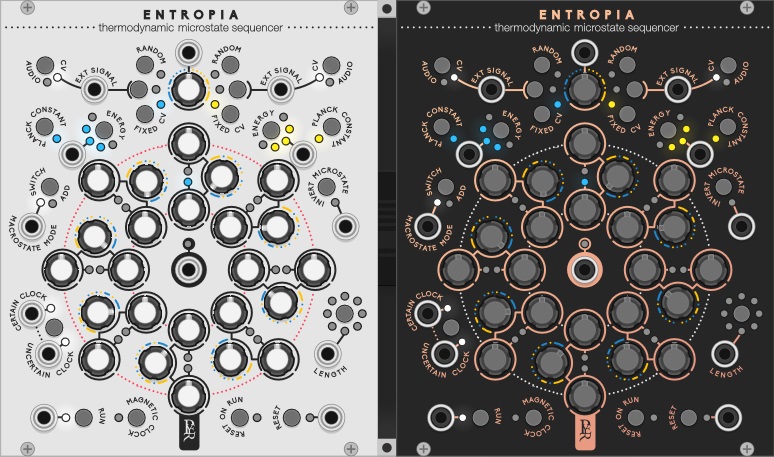 ENTROPIA
thermodynamic microstate sequencer
RANDOM
RANDOM
AUDIO
CV
EXT SIGNAL
EXT SIGNAL
CV
AUDIO
FIXED CV
FIXED CV
PLANCK CONSTANT
ENERGY
ENERGY
PLANCK CONSTANT
SWITCH
ADD
MACROSTATE MODE
INVERT MICROSTATE
CERTAIN CLOCK
UNCERTAIN CLOCK
LENGTH
RUN
MAGNETIC CLOCK
RESET ON RUN
RESET
ENTROPIA
thermodynamic microstate sequencer
RANDOM
RANDOM
AUDIO
CV
EXT SIGNAL
EXT SIGNAL
CV
AUDIO
FIXED CV
FIXED CV
PLANCK CONSTANT
ENERGY
ENERGY
PLANCK CONSTANT
SWITCH
ADD
MACROSTATE MODE
INVERT MICROSTATE
CERTAIN CLOCK
UNCERTAIN CLOCK
LENGTH
RUN
MAGNETIC CLOCK
RESET ON RUN
RESET